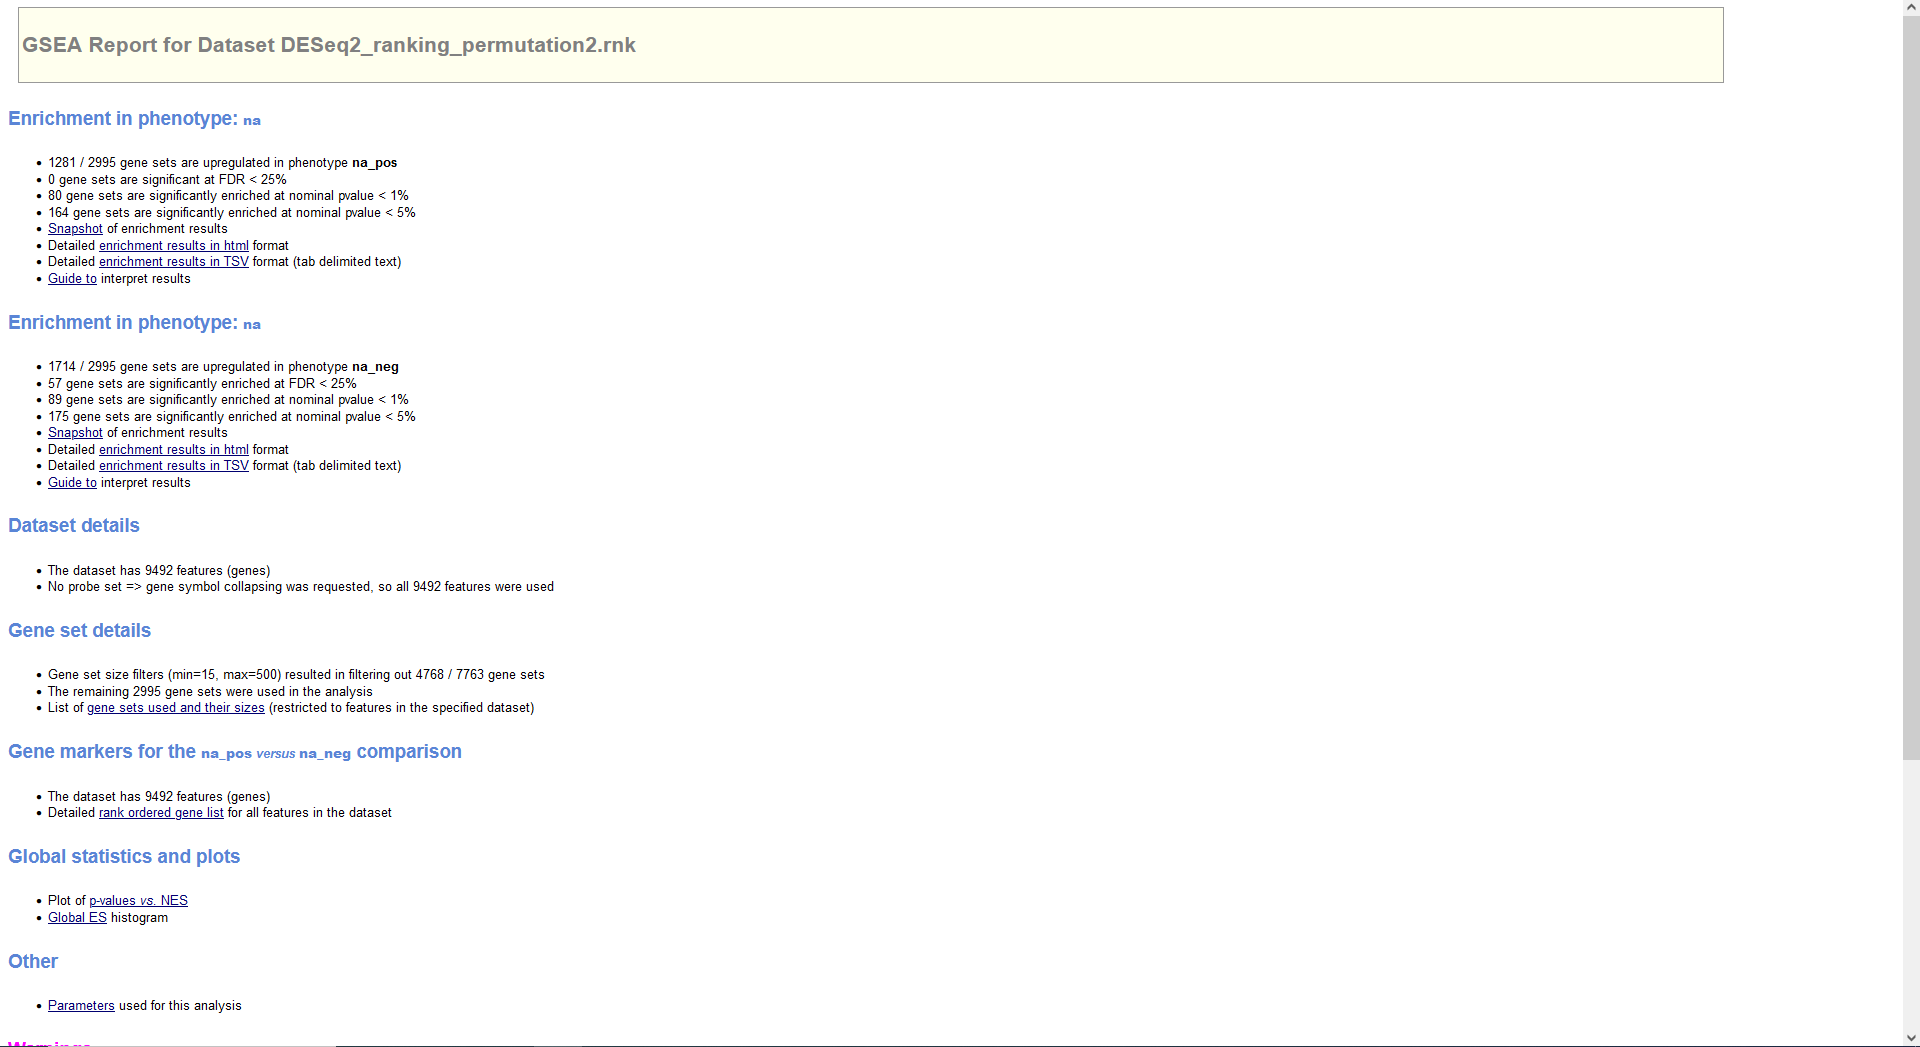 GSEA Report for Dataset DESeq2_ranking_permutation2.rnk
Enrichment in phenotype: na
1281 / 2995 gene sets are upregulated in phenotype na_pos
0 gene sets are significant at FDR < 25%
80 gene sets are significantly enriched at nominal pvalue < 1%
164 gene sets are significantly enriched at nominal pvalue < 5%
Snapshot of enrichment results
Detailed enrichment results in html format
Detailed enrichment results in TSV format (tab delimited text)
Guide to interpret results
Enrichment in phenotype: na
1714 / 2995 gene sets are upregulated in phenotype na_neg
57 gene sets are significantly enriched at FDR < 25%
89 gene sets are significantly enriched at nominal pvalue < 1%
175 gene sets are significantly enriched at nominal pvalue < 5%
Snapshot of enrichment results
Detailed enrichment results in html format
Detailed enrichment results in TSV format (tab delimited text)
Guide to interpret results
Dataset details
The dataset has 9492 features (genes)
No probe set => gene symbol collapsing was requested, so all 9492 features were used
Gene set details
Gene set size filters (min=15, max=500) resulted in filtering out 4768 / 7763 gene sets
The remaining 2995 gene sets were used in the analysis
List of gene sets used and their sizes (restricted to features in the specified dataset)
Gene markers for the na_pos versus na_neg comparison
The dataset has 9492 features (genes)
Detailed rank ordered gene list for all features in the dataset
Global statistics and plots
Plot of p-values vs. NES
Global ES histogram
Other
Parameters used for this analysis